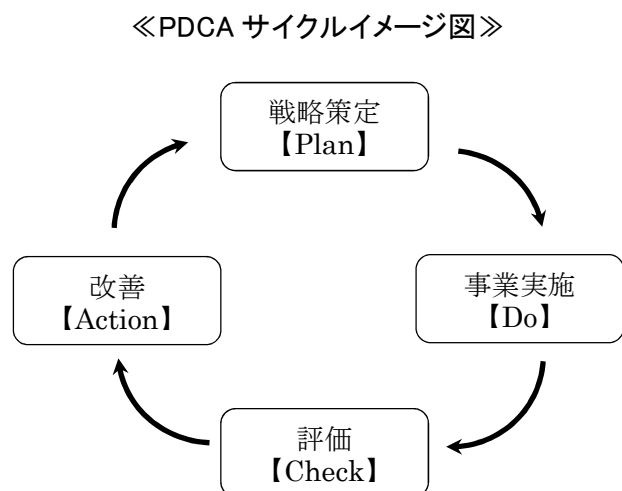 ≪PDCA サイクルイメージ図≫
戦略策定
【Plan】
事業実施
【Do】
評価
【Check】
改善
【Action】